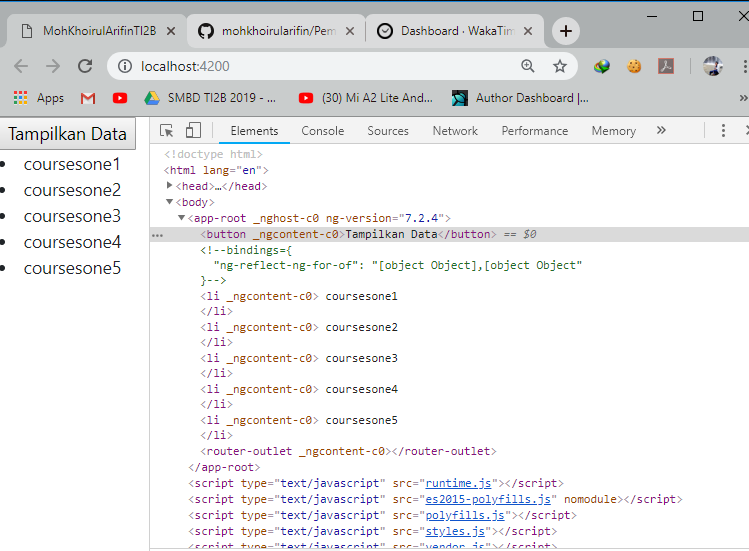 MohKhoirulArifinTI2B
mohkhoirularifin/Pem
Dashboard · WakaTim
localhost:4200
Apps
SMBD TI2B 2019 - ...
(30) Mi A2 Lite And...
Author Dashboard |...
»
Tampilkan Data
• coursesone1
• coursesone2
• coursesone3
• coursesone4
• coursesone5
Elements Console Sources Network Performance Memory »
<!doctype html>
<html lang="en">
<head>…</head>
<body>
<app-root _nghost-c0 ng-version="7.2.4">
<button _ngcontent-c0>Tampilkan Data</button> == $0
<!--bindings={
"ng-reflect-ng-for-of": "[object Object],[object Object"
}-->
<li _ngcontent-c0> coursesone1
</li>
<li _ngcontent-c0> coursesone2
</li>
<li _ngcontent-c0> coursesone3
</li>
<li _ngcontent-c0> coursesone4
</li>
<li _ngcontent-c0> coursesone5
</li>
<router-outlet _ngcontent-c0></router-outlet>
</app-root>
<script type="text/javascript" src="runtime.js"></script>
<script type="text/javascript" src="es2015-polyfills.js" nomodule></script>
<script type="text/javascript" src="polyfills.js"></script>
<script type="text/javascript" src="styles.js"></script>
<script type="text/javascript" src="vendor.js"></script>